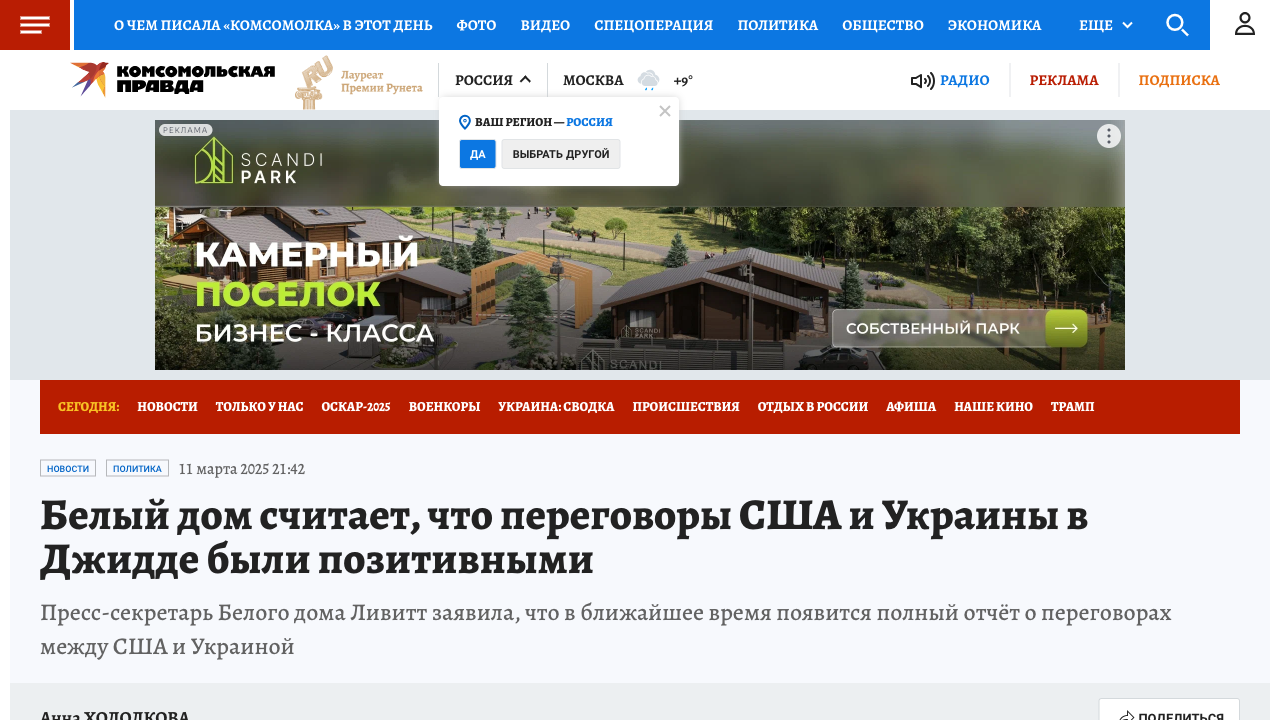 О ЧЕМ ПИСАЛА «КОМСОМОЛКА» В ЭТОТ ДЕНЬ ФОТО ВИДЕО СПЕЦОПЕРАЦИЯ ПОЛИТИКА ОБЩЕСТВО ЭКОНОМИКА ЕЩЕ
КОМСОМОЛЬСКАЯ
ПРАВДА
Лауреат
Премии Рунета
РОССИЯ МОСКВА +9° РАДИО РЕКЛАМА ПОДПИСКА
ВАШ РЕГИОН — РОССИЯ
ДА ВЫБРАТЬ ДРУГОЙ
РЕКЛАМА
SCANDI
PARK
КАМЕРНЫЙ
ПОСЕЛОК
БИЗНЕС - КЛАССА
СОБСТВЕННЫЙ ПАРК
SCANDI
SCANDI
СЕГОДНЯ: НОВОСТИ ТОЛЬКО У НАС ОСКАР-2025 ВОЕНКОРЫ УКРАИНА: СВОДКА ПРОИСШЕСТВИЯ ОТДЫХ В РОССИИ АФИША НАШЕ КИНО ТРАМП
НОВОСТИ ПОЛИТИКА 11 марта 2025 21:42
Белый дом считает, что переговоры США и Украины в
Джидде были позитивными
Пресс-секретарь Белого дома Ливитт заявила, что в ближайшее время появится полный отчёт о переговорах
между США и Украиной
Анна ХОЛОДКОВА
ПОДЕЛИТЬСЯ